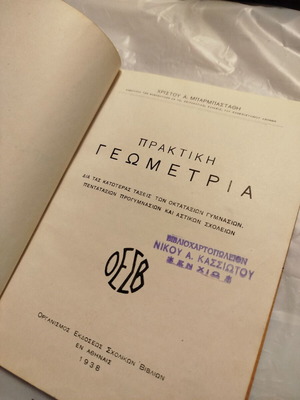 ΧΡΙΣΤΟΥ Α. ΜΠΑΡΜΠΑΣΤΑΘΗ
ΠΡΑΚΤΙΚΗ
ΓΕΩΜΕΤΡΙΑ
ΔΙΑ ΤΑΣ ΚΑΤΩΤΕΡΑΣ ΤΑΞΕΙΣ ΤΩΝ ΟΚΤΑΤΑΞΙΩΝ ΓΥΜΝΑΣΙΩΝ,
ΠΕΝΤΑΤΑΞΙΩΝ ΠΡΟΓΥΜΝΑΣΙΩΝ ΚΑΙ ΑΣΤΙΚΩΝ ΣΧΟΛΕΙΩΝ
ΒΙΒΛΙΟΧΑΡΤΟΠΩΛΕΙΟΝ
ΝΙΚΟΥ Α. ΚΑΣΣΙΩΤΟΥ
ΕΝ ΧΙΩ
ΟΕΣΒ
ΟΡΓΑΝΙΣΜΟΣ ΕΚΔΟΣΕΩΣ ΣΧΟΛΙΚΩΝ ΒΙΒΛΙΩΝ
ΕΝ ΑΘΗΝΑΙΣ
1938